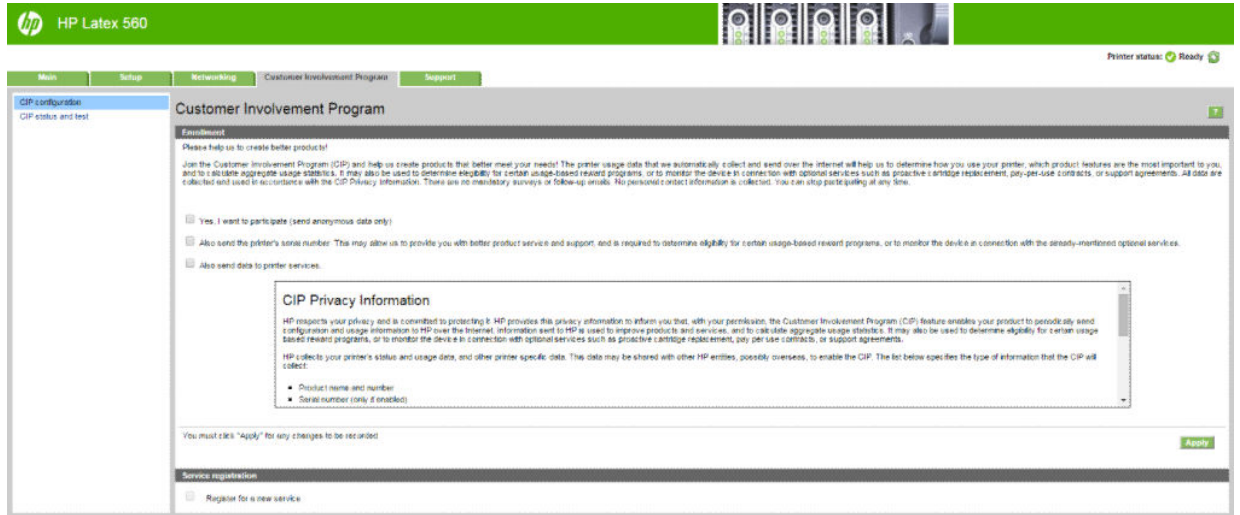 hp HP Latex 560
Printer status: Ready
Main Setup Networking Customer Involvement Program Support
CIP configuration
CIP status and test
Customer Involvement Program
?
Enrollment
Please help us to create better products!
Join the Customer Involvement Program (CIP) and help us create products that better meet your needs! The printer usage data that we automatically collect and send over the internet will help us to determine how you use your printer, which product features are the most important to you,
and to calculate aggregate usage statistics. It may also be used to determine elegibility for certain usage-based reward programs, or to monitor the device in connection with optional services such as proactive cartridge replacement, pay-per-use contracts, or support agreements. All data are
collected and used in accordance with the CIP Privacy Information. There are no mandatory surveys or follow-up emails. No personal contact information is collected. You can stop participating at any time.
Yes, I want to participate (send anonymous data only)
Also send the printer's serial number. This may allow us to provide you with better product service and support, and is required to determine eligibility for certain usage-based reward programs, or to monitor the device in connection with the already-mentioned optional services.
Also send data to printer services.
CIP Privacy Information
HP respects your privacy and is committed to protecting it. HP provides this privacy information to inform you that, with your permission, the Customer Involvement Program (CIP) feature enables your product to periodically send
configuration and usage information to HP over the Internet. Information sent to HP is used to improve products and services, and to calculate aggregate usage statistics. It may also be used to determine eligibility for certain usage
based reward programs, or to monitor the device in connection with optional services such as proactive cartridge replacement, pay per use contracts, or support agreements.
HP collects your printer's status and usage data, and other printer specific data. This data may be shared with other HP entities, possibly overseas, to enable the CIP. The list below specifies the type of information that the CIP will
collect:
Product name and number
Serial number (only if enabled)
You must click "Apply" for any changes to be recorded
Apply
Service registration
Register for a new service